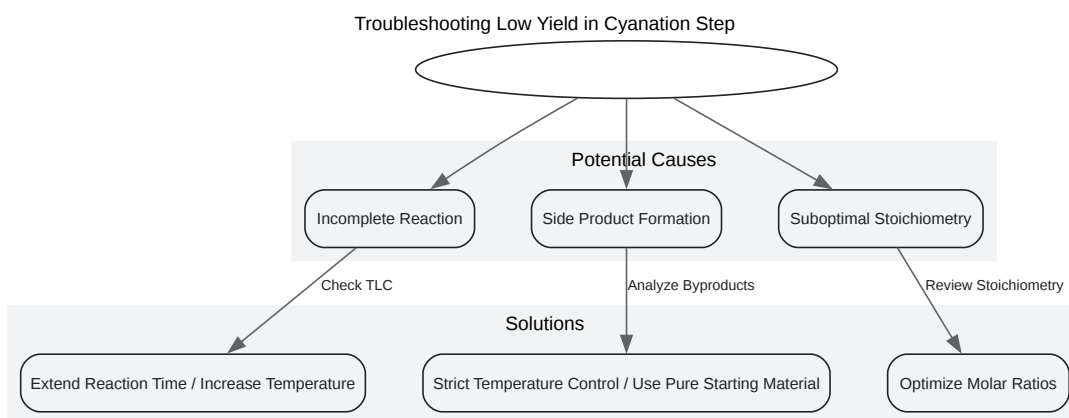 Troubleshooting Low Yield in Cyanation Step
Potential Causes
Incomplete Reaction
Side Product Formation
Suboptimal Stoichiometry
Check TLC
Analyze Byproducts
Review Stoichiometry
Solutions
Extend Reaction Time / Increase Temperature
Strict Temperature Control / Use Pure Starting Material
Optimize Molar Ratios